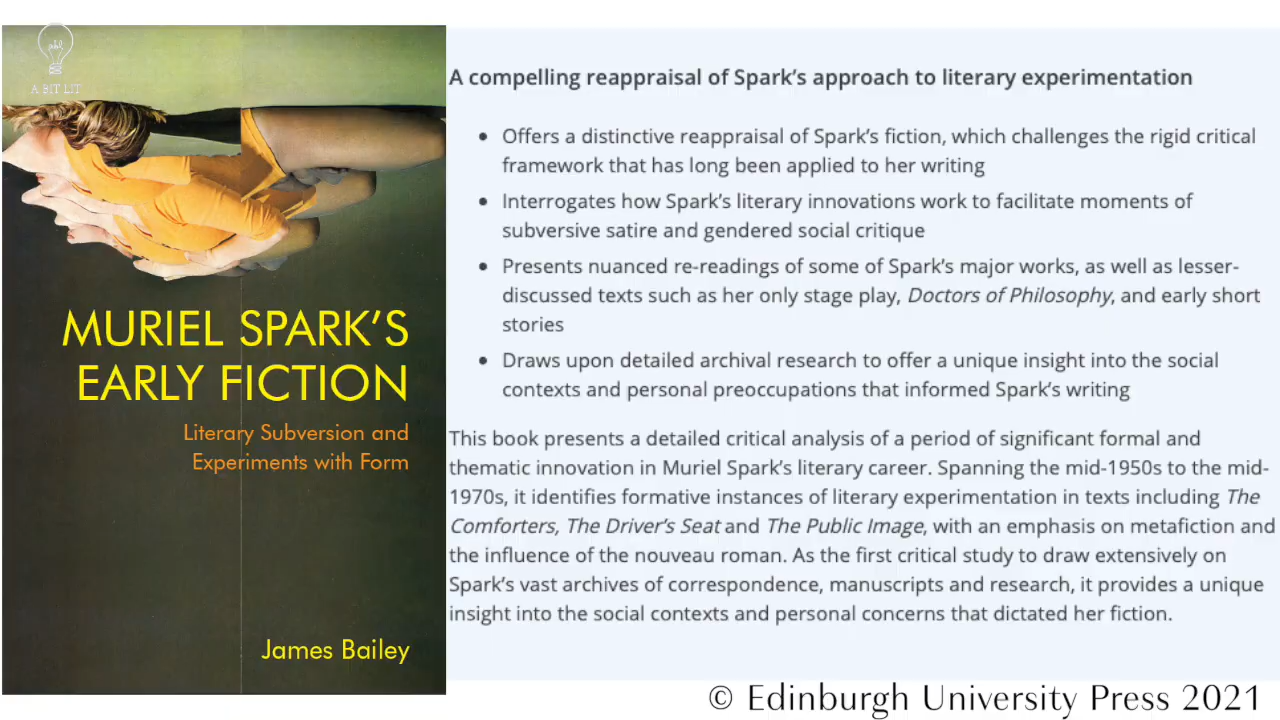 A BIT LIT
MURIEL SPARK'S
EARLY FICTION
Literary Subversion and
Experiments with Form
James Bailey
A compelling reappraisal of Spark's approach to literary experimentation
• Offers a distinctive reappraisal of Spark's fiction, which challenges the rigid critical
framework that has long been applied to her writing
• Interrogates how Spark's literary innovations work to facilitate moments of
subversive satire and gendered social critique
• Presents nuanced re-readings of some of Spark's major works, as well as lesser-
discussed texts such as her only stage play, Doctors of Philosophy, and early short
stories
• Draws upon detailed archival research to offer a unique insight into the social
contexts and personal preoccupations that informed Spark's writing
This book presents a detailed critical analysis of a period of significant formal and
thematic innovation in Muriel Spark's literary career. Spanning the mid-1950s to the mid-
1970s, it identifies formative instances of literary experimentation in texts including The
Comforters, The Driver's Seat and The Public Image, with an emphasis on metafiction and
the influence of the nouveau roman. As the first critical study to draw extensively on
Spark's vast archives of correspondence, manuscripts and research, it provides a unique
insight into the social contexts and personal concerns that dictated her fiction.
© Edinburgh University Press 2021